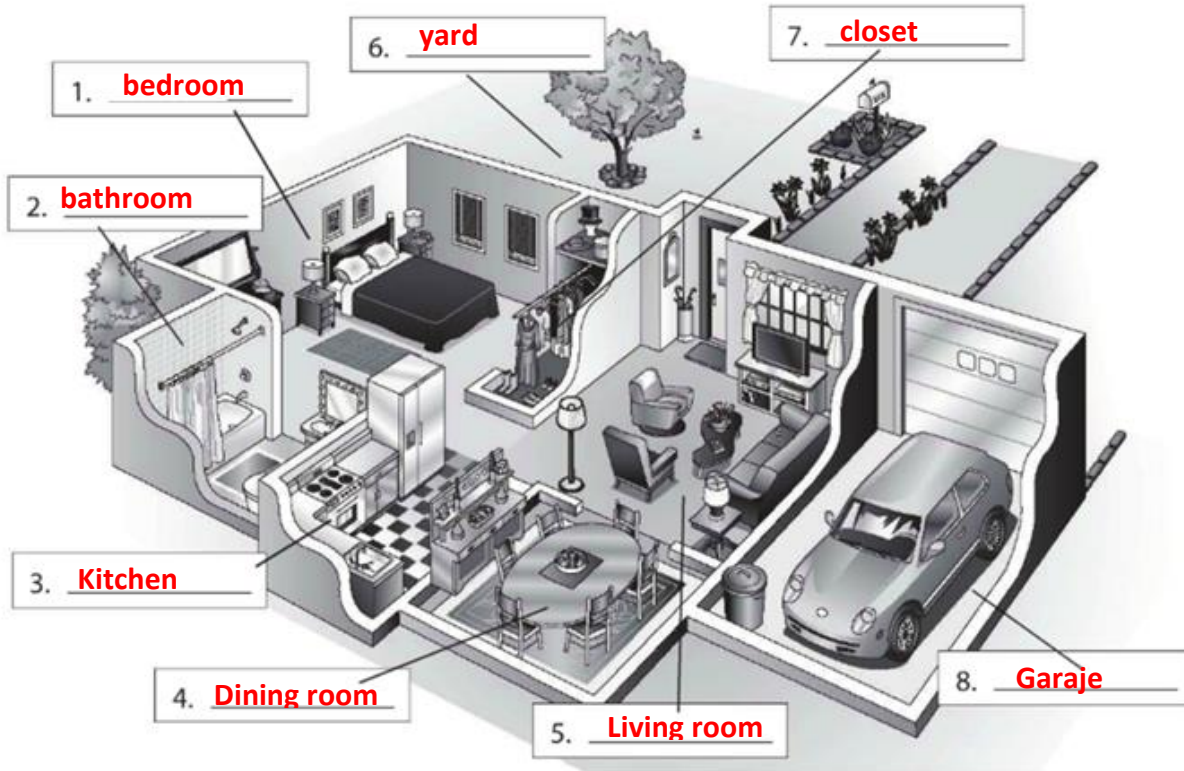 1. bedroom
2. bathroom
3. Kitchen
4. Dining room
5. Living room
6. yard
7. closet
8. Garaje